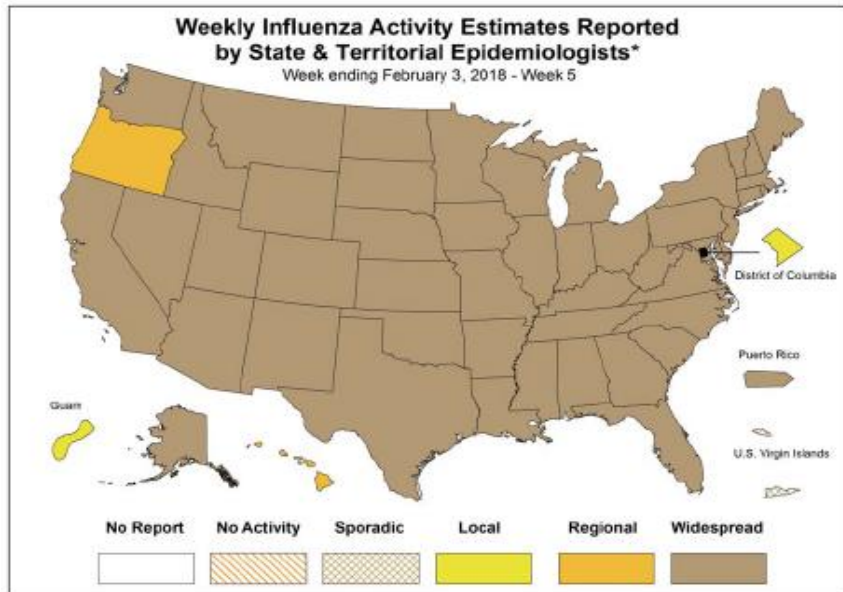 Weekly Influenza Activity Estimates Reported
by State & Territorial Epidemiologists*
Week ending February 3, 2018 - Week 5
District of Columbia
Puerto Rico
Guam
U.S. Virgin Islands
No Report
No Activity
Sporadic
Local
Regional
Widespread